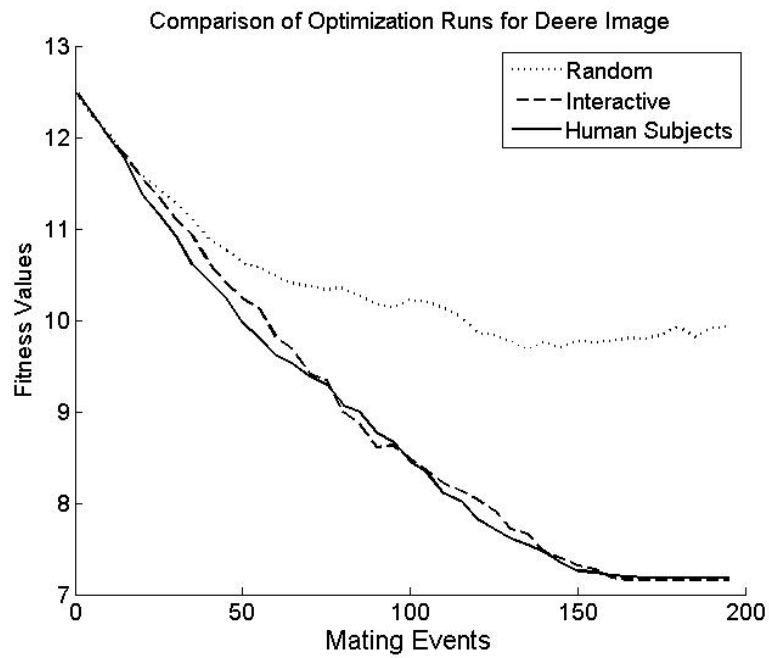 Comparison of Optimization Runs for Deere Image
13
12
11
10
9
8
7
0
50
100
150
200
Fitness Values
Mating Events
Random
Interactive
Human Subjects